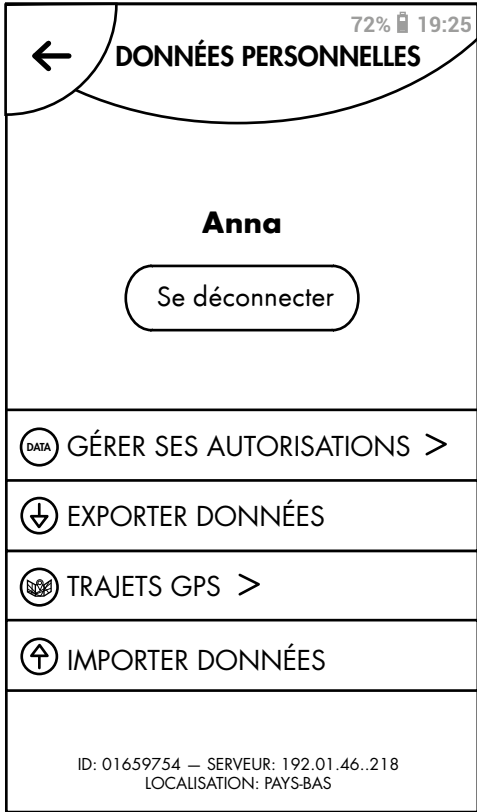 72% 19:25
DONNÉES PERSONNELLES
Anna
Se déconnecter
DATA GÉRER SES AUTORISATIONS >
EXPORTER DONNÉES
TRAJETS GPS >
IMPORTER DONNÉES
ID: 01659754 — SERVEUR: 192.01.46..218
LOCALISATION: PAYS-BAS